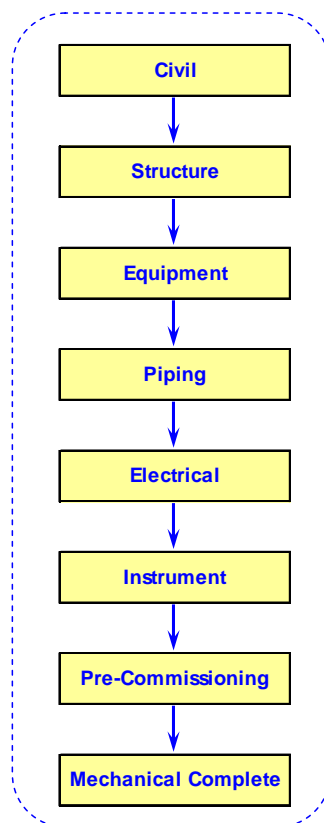 Civil
Structure
Equipment
Piping
Electrical
Instrument
Pre-Commissioning
Mechanical Complete